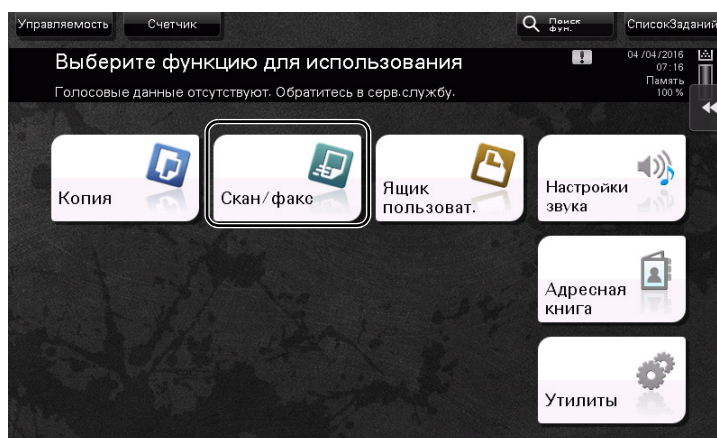 Управляемость
Счетчик
Поиск
фун.
СписокЗаданий
Выберите функцию для использования
Голосовые данные отсутствуют. Обратитесь в серв.службу.
04/04/2016
07:16
Память
100 %
Копия
Скан/факс
Ящик
пользоват.
Настройки
звука
Адресная
книга
Утилиты